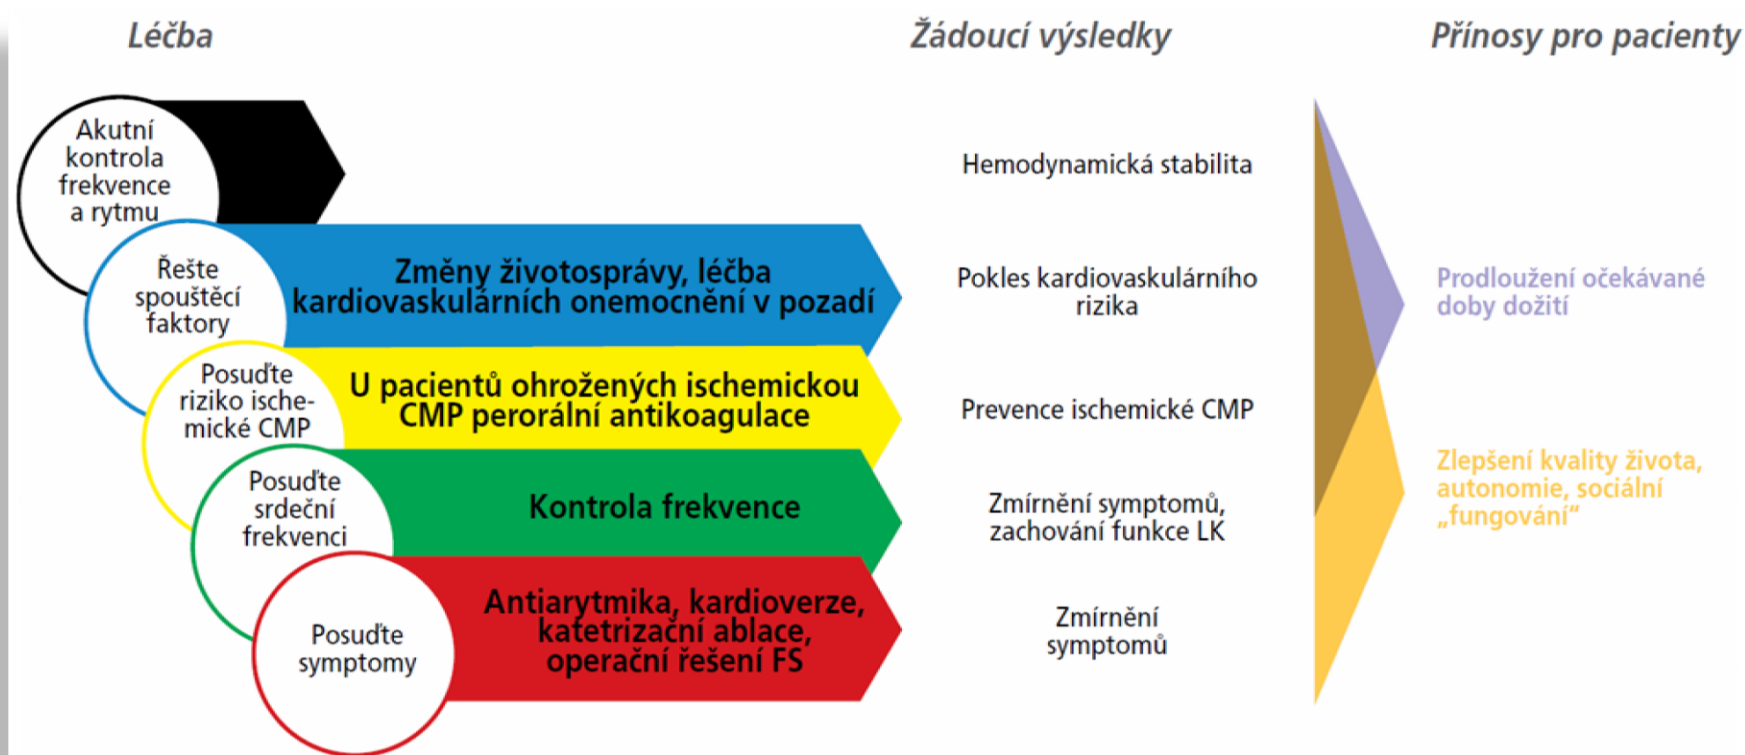 Léčba
Žádoucí výsledky
Přínosy pro pacienty
Akutní
kontrola
frekvence
a rytmu
Hemodynamická stabilita
Řešte
spouštěcí
faktory
Změny životosprávy, léčba
kardiovaskulárních onemocnění v pozadí
Pokles kardiovaskulárního
rizika
Prodloužení očekávané
doby dožití
Posuďte
riziko ische-
mické CMP
U pacientů ohrožených ischemickou
CMP perorální antikoagulace
Prevence ischemické CMP
Posuďte
srdeční
frekvenci
Kontrola frekvence
Zmírnění symptomů,
zachování funkce LK
Zlepšení kvality života,
autonomie, sociální
„fungování“
Posuďte
symptomy
Antiarytmika, kardioverze,
katetrizační ablace,
operační řešení FS
Zmírnění
symptomů